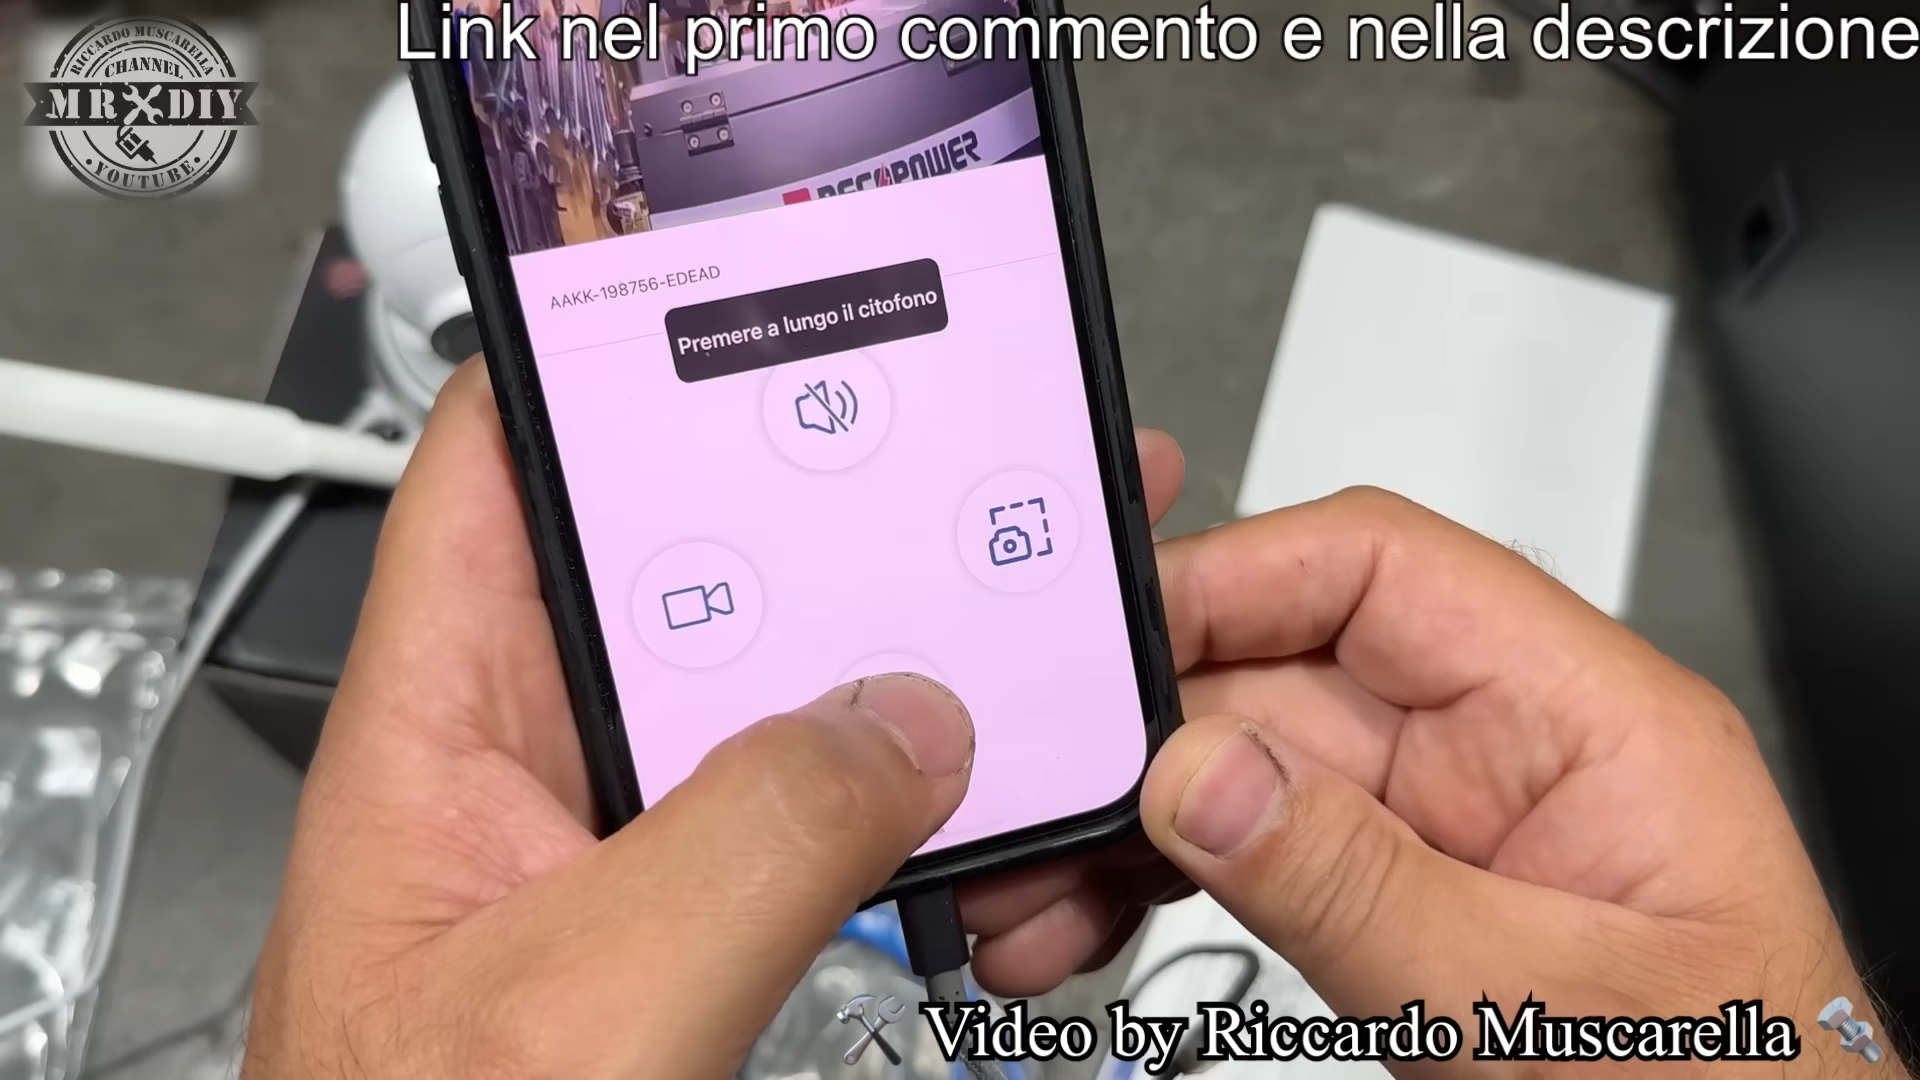 Link nel primo commento e nella descrizione
RICCARDO MUSCARELLA
CHANNEL
MR DIY
YOUTUBE
AAKK-198756-EDEAD
Premere a lungo il citofono
Video by Riccardo Muscarella